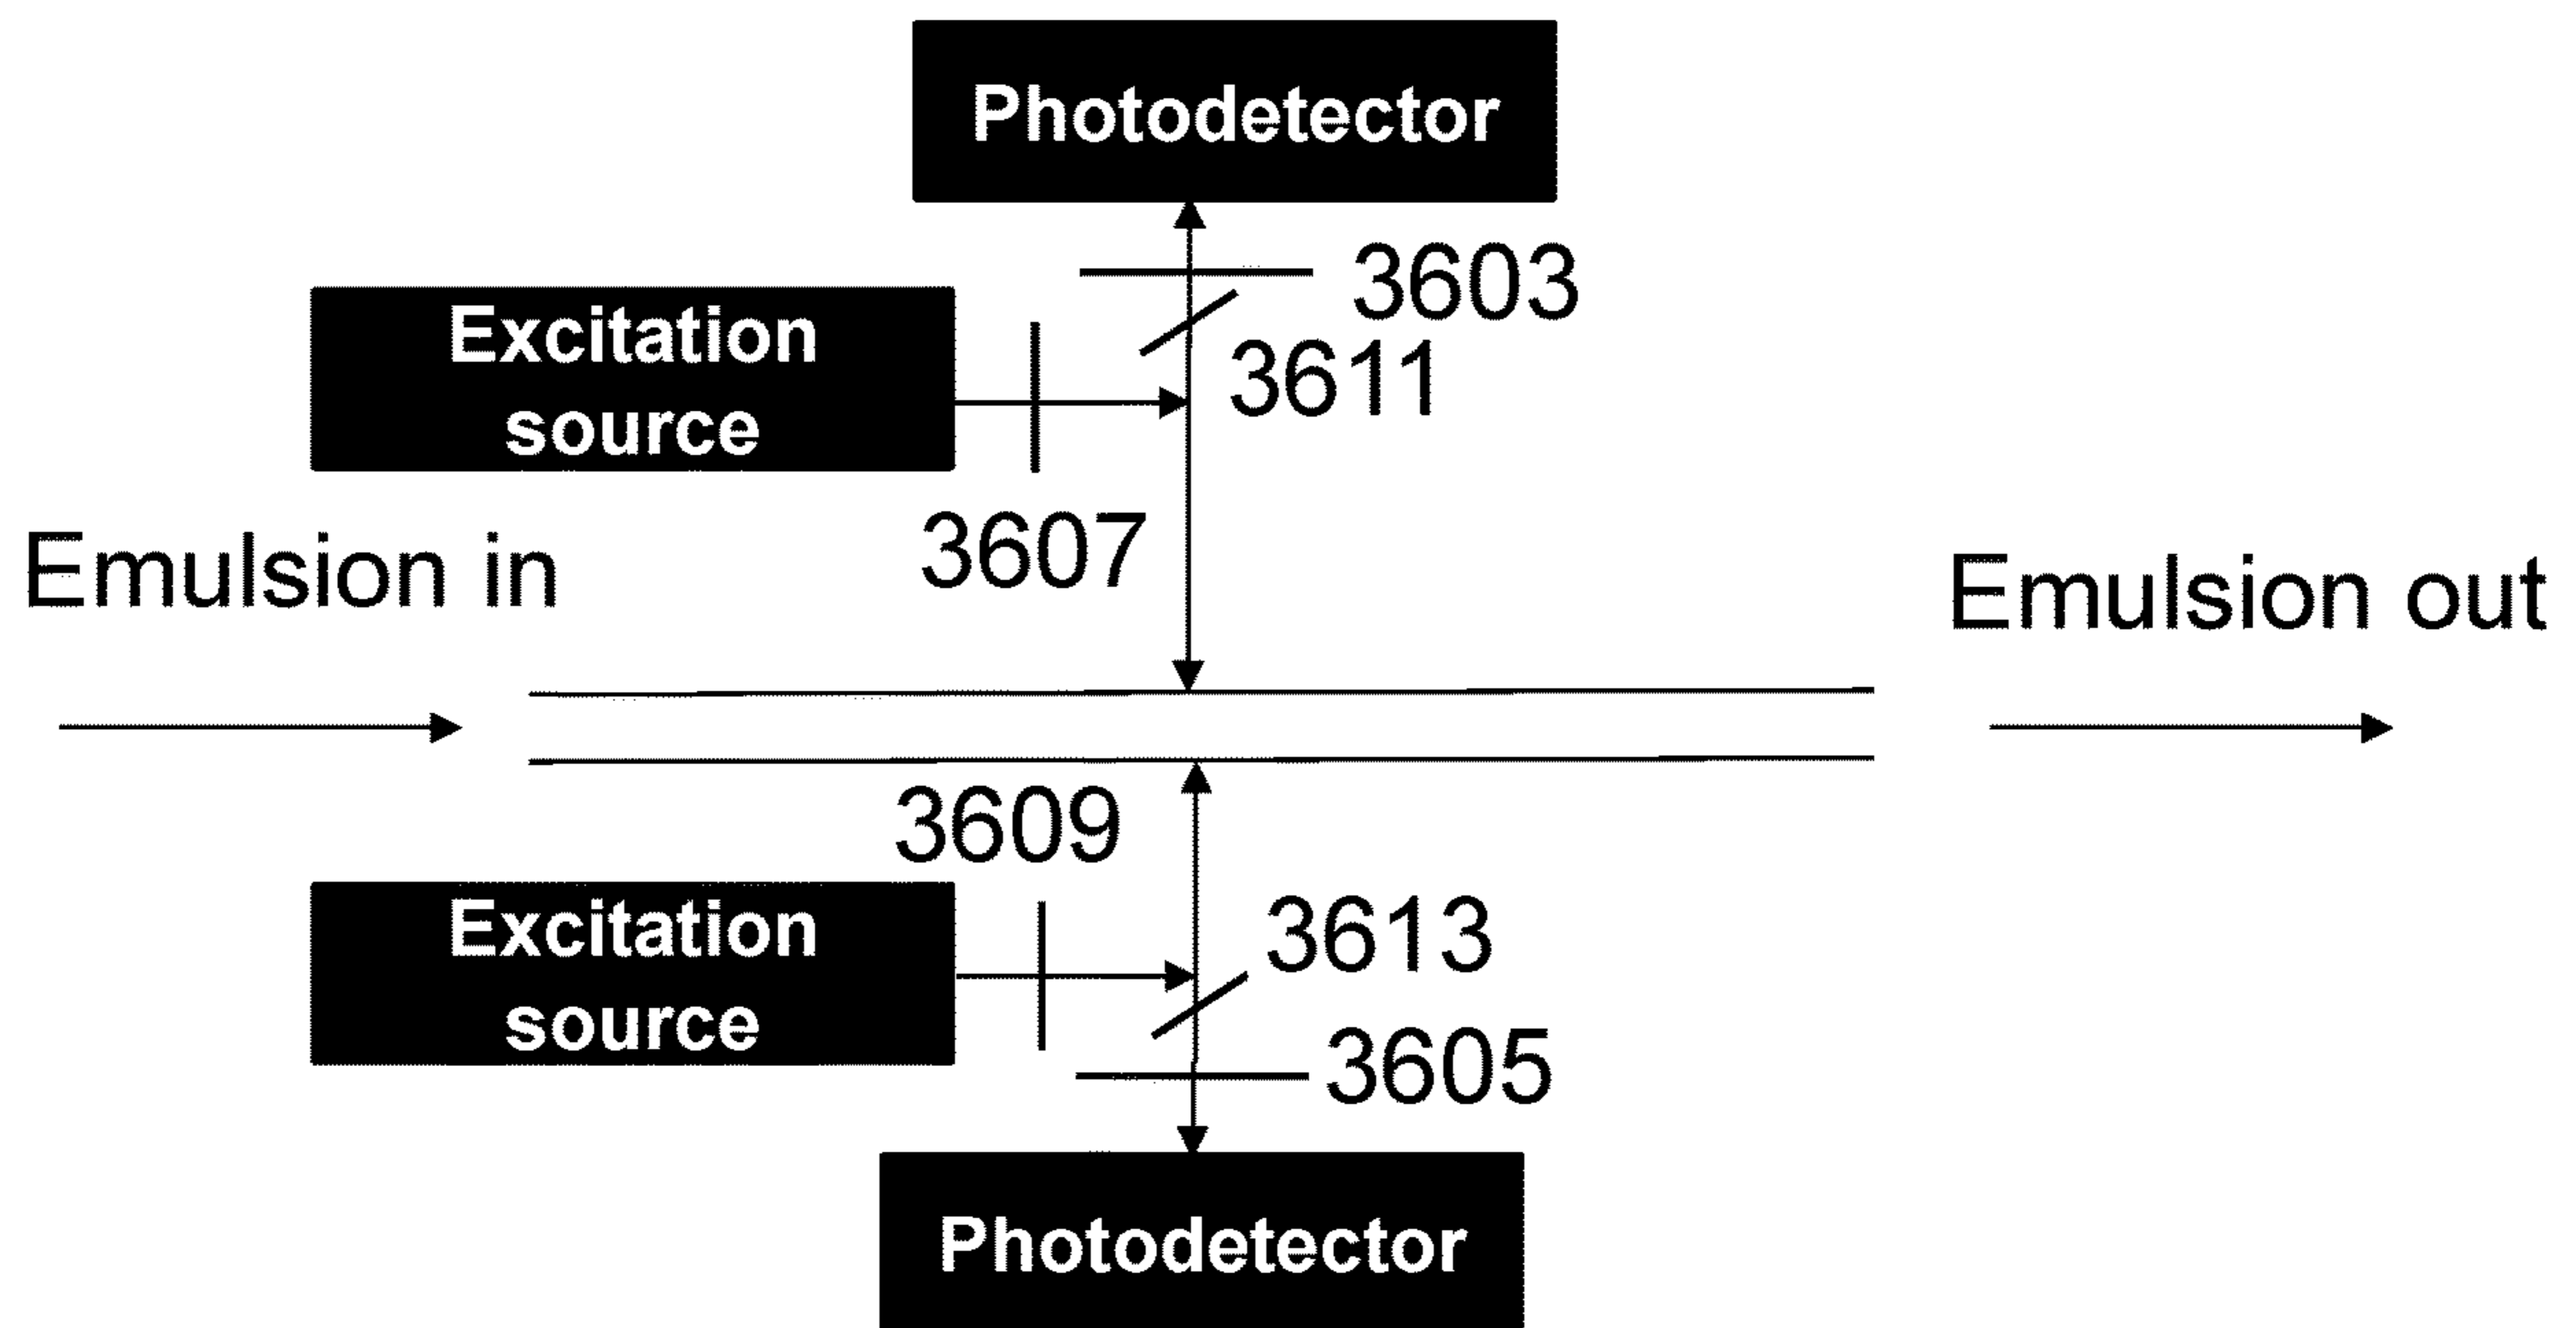 Photodetector
3603
Excitation
source
3611
3607
Emulsion in
Emulsion out
3609
Excitation
source
3613
3605
Photodetector